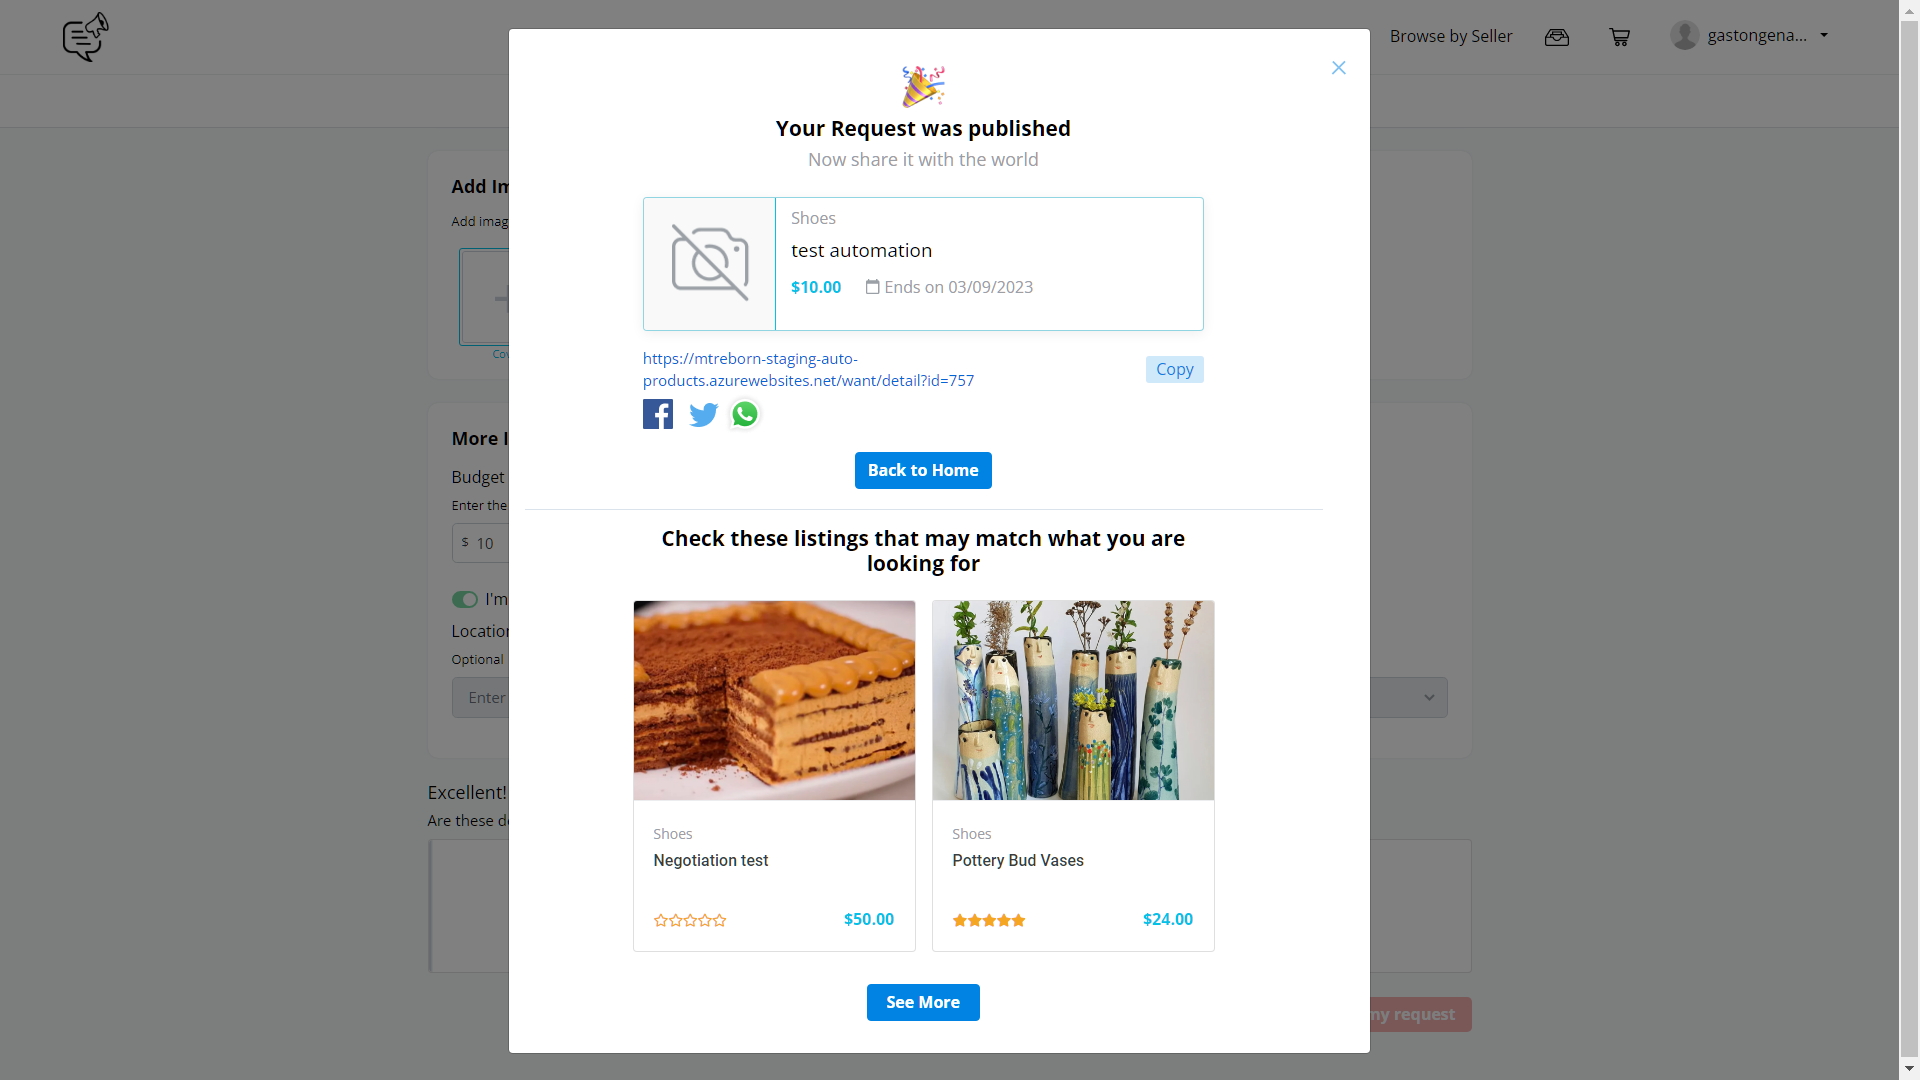 Browse by Seller
gastongena...
Your Request was published
Now share it with the world
Add Im
Add imag
Shoes
test automation
$10.00
Ends on 03/09/2023
https://mtreborn-staging-auto-
products.azurewebsites.net/want/detail?id=757
Copy
More I
Budget
Enter the
$ 10
Back to Home
Check these listings that may match what you are
looking for
I'm
Location
Optional
Enter
Shoes
Negotiation test
$50.00
Shoes
Pottery Bud Vases
$24.00
Excellent!
Are these de
See More
my request